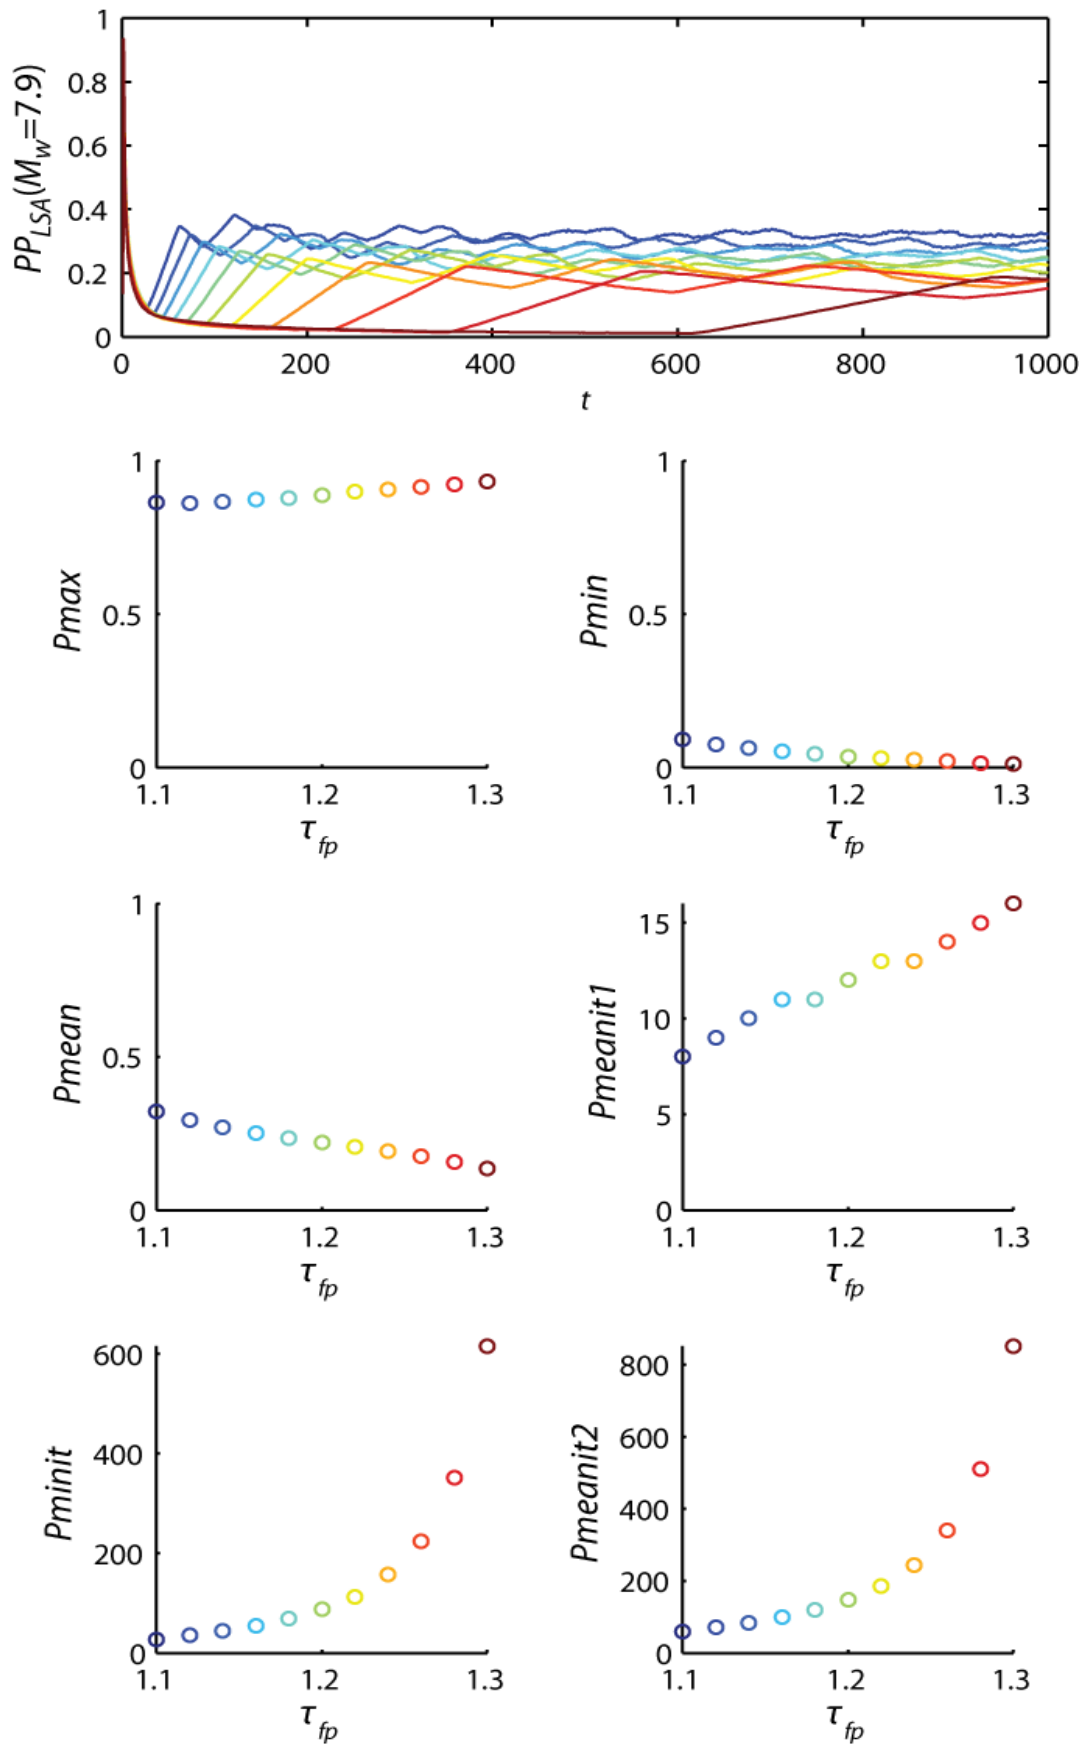 PP_LSA(M_w=7.9)
1
0.8
0.6
0.4
0.2
0
0 200 400 600 800 1000
t
Pmax
1
0.5
0
1.1 1.2 1.3
τ_fp
Pmin
1
0.5
0
1.1 1.2 1.3
τ_fp
Pmean
1
0.5
0
1.1 1.2 1.3
τ_fp
Pmeanit1
15
10
5
0
1.1 1.2 1.3
τ_fp
Pminit
600
400
200
0
1.1 1.2 1.3
τ_fp
Pmeanit2
800
600
400
200
0
1.1 1.2 1.3
τ_fp